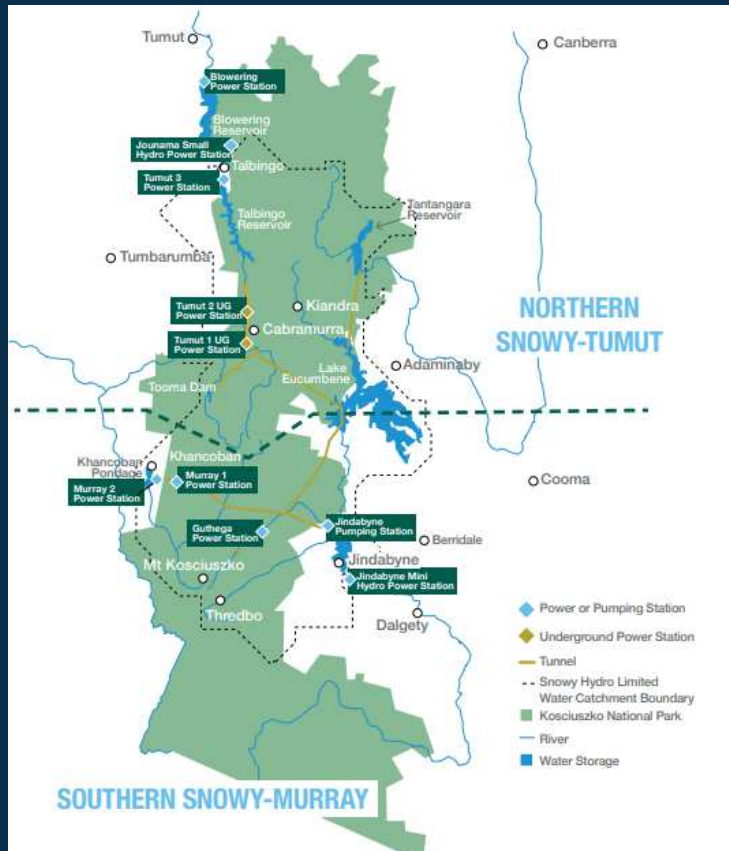 Tumut
Canberra
Blowering
Power Station
Blowering
Reservoir
Jounama Small
Hydro Power Station
Talbingo
Tumut 3
Power Station
Tantangara
Reservoir
Talbingo
Reservoir
Tumbarumba
Tumut 2 UG
Power Station
Kiandra
NORTHERN
SNOWY-TUMUT
Cabramurra
Tumut 1 UG
Power Station
Lake
Eucumbene
Adaminaby
Tooma Dam
Khancoban
Pondage
Khancoban
Murray 1
Power Station
Murray 2
Power Station
Cooma
Guthega
Power Station
Jindabyne
Pumping Station
Berridale
Mt Kosciuszko
Jindabyne
Jindabyne Mini
Hydro Power Station
Thredbo
Dalgety
Power or Pumping Station
Underground Power Station
Tunnel
Snowy Hydro Limited
Water Catchment Boundary
Kosciuszko National Park
River
Water Storage
SOUTHERN SNOWY-MURRAY